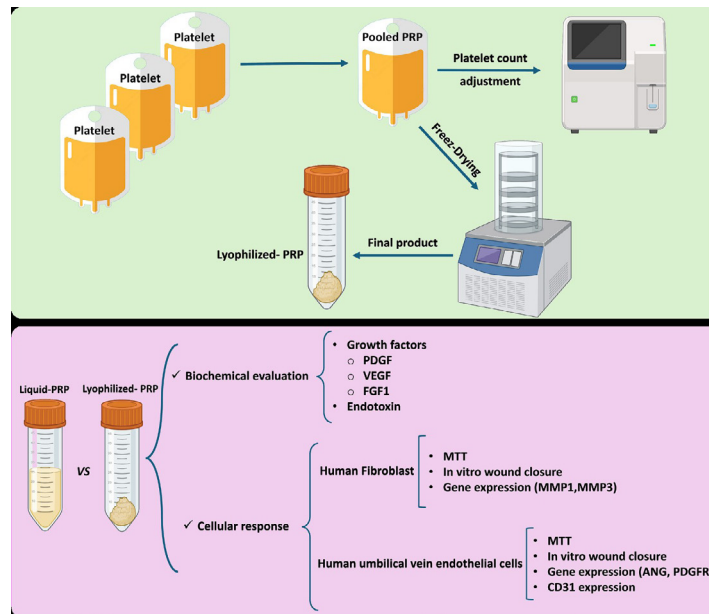 Platelet
Platelet
Platelet
Pooled PRP
Platelet count
adjustment
Freez-Drying
Final product
Lyophilized- PRP
Liquid-PRP
Lyophilized- PRP
VS
✓ Biochemical evaluation
• Growth factors
○ PDGF
○ VEGF
○ FGF1
• Endotoxin
✓ Cellular response
Human Fibroblast
• MTT
• In vitro wound closure
• Gene expression (MMP1,MMP3)
Human umbilical vein endothelial cells
• MTT
• In vitro wound closure
• Gene expression (ANG, PDGFR
• CD31 expression